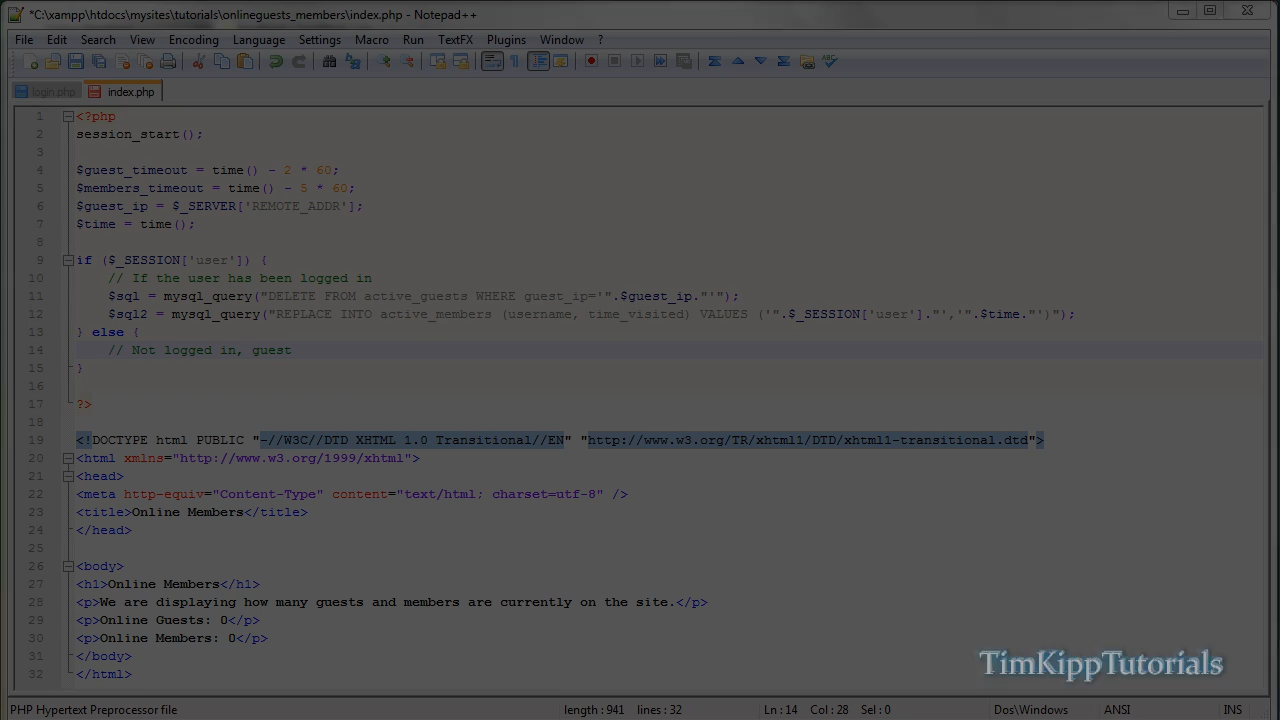 *C:\xampp\htdocs\mysites\tutorials\onlineguests_members\index.php - Notepad++
File Edit Search View Encoding Language Settings Macro Run TextFX Plugins Window ?
login.php index.php
1 <?php
2 session_start();
3
4 $guest_timeout = time() - 2 * 60;
5 $members_timeout = time() - 5 * 60;
6 $guest_ip = $_SERVER['REMOTE_ADDR'];
7 $time = time();
8
9 if ($_SESSION['user']) {
10 // If the user has been logged in
11 $sql = mysql_query("DELETE FROM active_guests WHERE guest_ip='".$guest_ip."'");
12 $sql2 = mysql_query("REPLACE INTO active_members (username, time_visited) VALUES ('".$_SESSION['user']."','".$time."')");
13 } else {
14 // Not logged in, guest
15 }
16
17 ?>
18
19 <!DOCTYPE html PUBLIC "-//W3C//DTD XHTML 1.0 Transitional//EN" "http://www.w3.org/TR/xhtml1/DTD/xhtml1-transitional.dtd">
20 <html xmlns="http://www.w3.org/1999/xhtml">
21 <head>
22 <meta http-equiv="Content-Type" content="text/html; charset=utf-8" />
23 <title>Online Members</title>
24 </head>
25
26 <body>
27 <h1>Online Members</h1>
28 <p>We are displaying how many guests and members are currently on the site.</p>
29 <p>Online Guests: 0</p>
30 <p>Online Members: 0</p>
31 </body>
32 </html>
TimKippTutorials
PHP Hypertext Preprocessor file length : 941 lines : 32 Ln : 14 Col : 28 Sel : 0 Dos\Windows ANSI INS